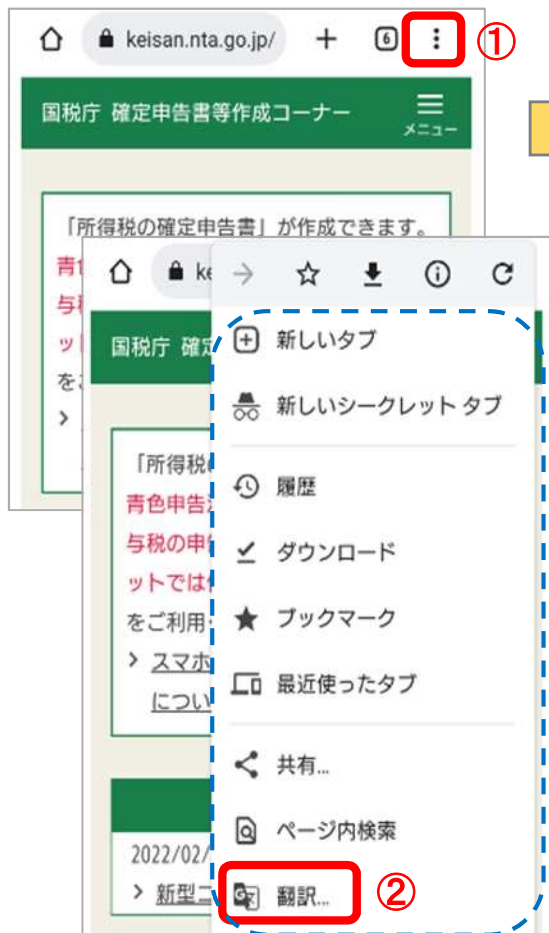 keisan.nta.go.jp/
6
①
国税庁 確定申告書等作成コーナー
メニュー
「所得税の確定申告書」が作成できます。
青
与
ッ
をご
>
国税庁 確定
「所得税の
青色申告
与税の申
ットでは
をご利用
> スマホ
につい
2022/02/
> 新型コ
新しいタブ
新しいシークレット タブ
履歴
ダウンロード
ブックマーク
最近使ったタブ
共有...
ページ内検索
翻訳...
②